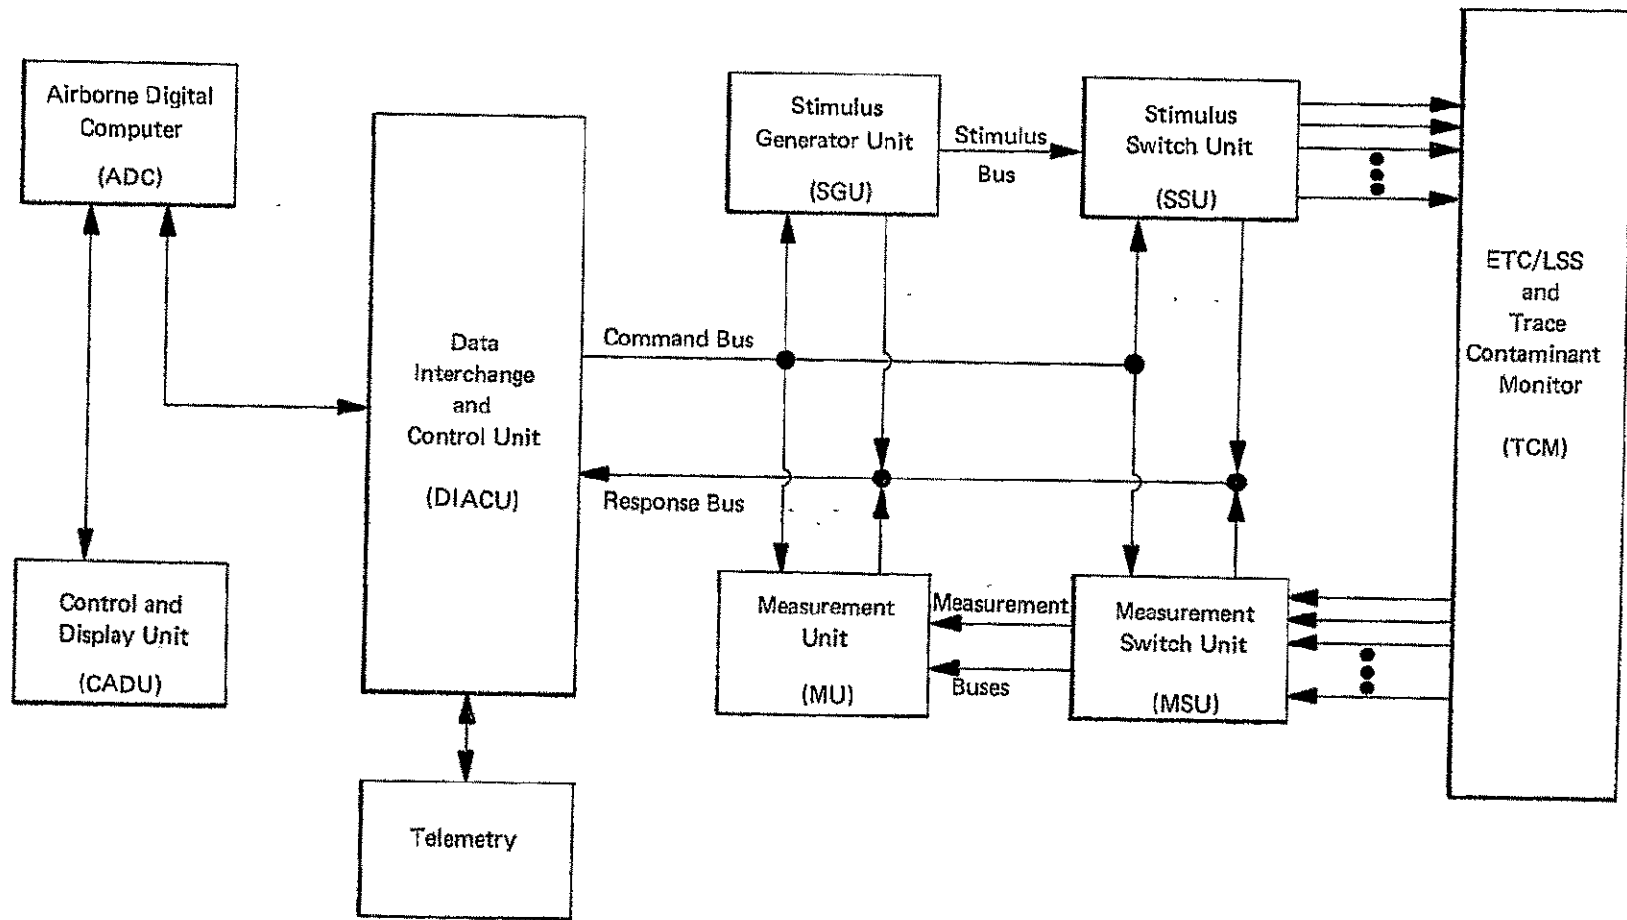 Airborne Digital
Computer
(ADC)
Control and
Display Unit
(CADU)
Data
Interchange
and
Control Unit
(DIACU)
Telemetry
Command Bus
Response Bus
Stimulus
Generator Unit
(SGU)
Stimulus
Bus
Stimulus
Switch Unit
(SSU)
Measurement
Unit
(MU)
Measurement
Buses
Measurement
Switch Unit
(MSU)
ETC/LSS
and
Trace
Contaminant
Monitor
(TCM)